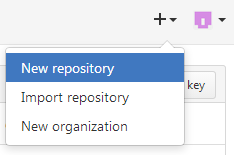 New repository
key
Import repository
New organization